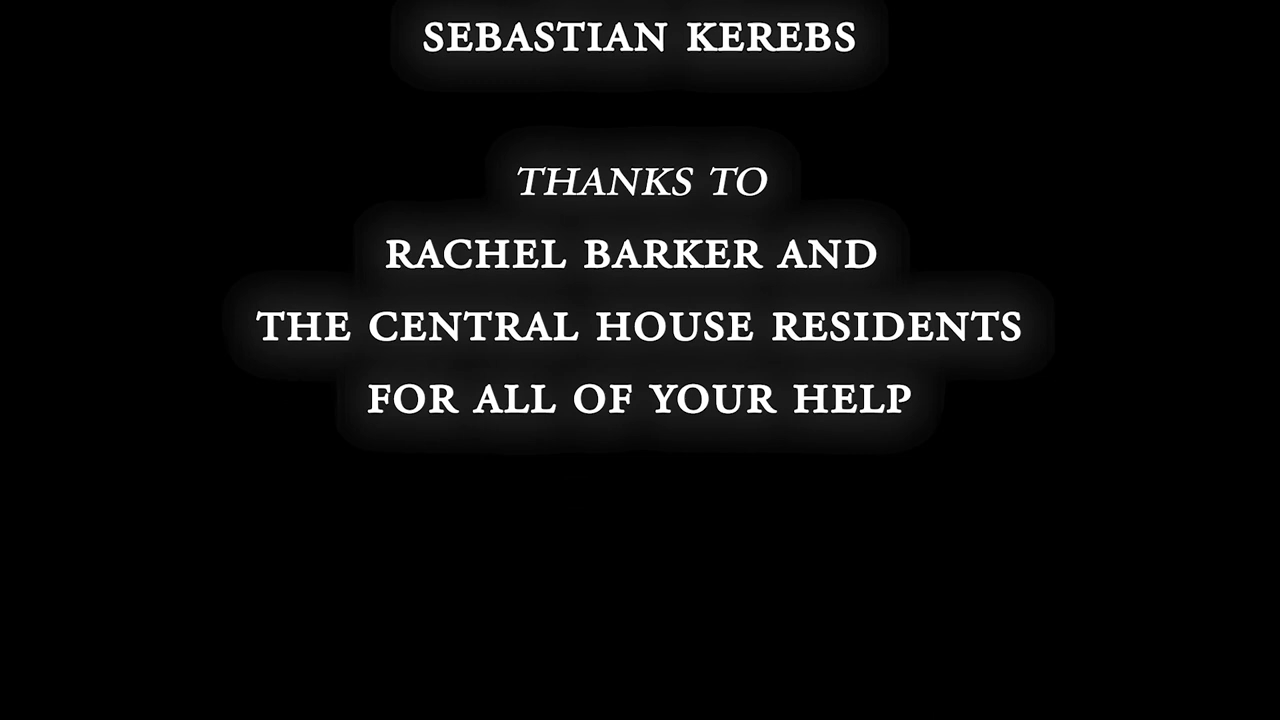 SEBASTIAN KEREBS
THANKS TO
RACHEL BARKER AND
THE CENTRAL HOUSE RESIDENTS
FOR ALL OF YOUR HELP